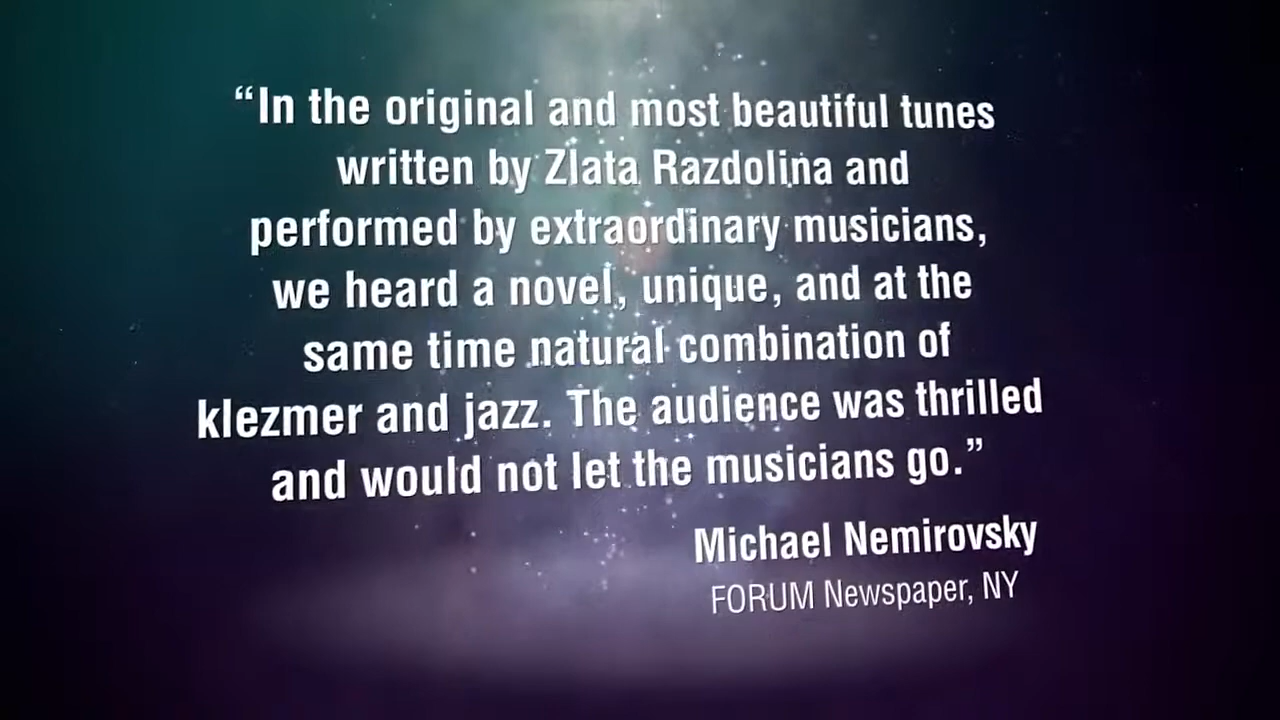 “In the original and most beautiful tunes
written by Zlata Razdolina and
performed by extraordinary musicians,
we heard a novel, unique, and at the
same time natural combination of
klezmer and jazz. The audience was thrilled
and would not let the musicians go.”
Michael Nemirovsky
FORUM Newspaper, NY